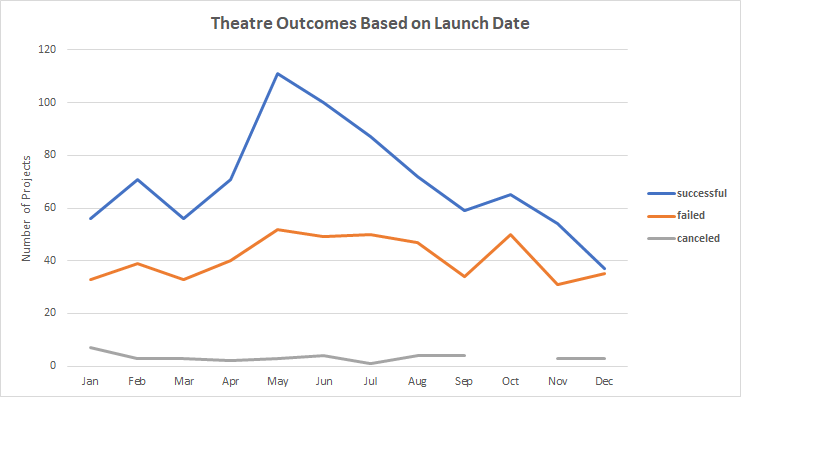 Theatre Outcomes Based on Launch Date
120
100
80
60
40
20
0
Number of Projects
Jan Feb Mar Apr May Jun Jul Aug Sep Oct Nov Dec
successful
failed
canceled